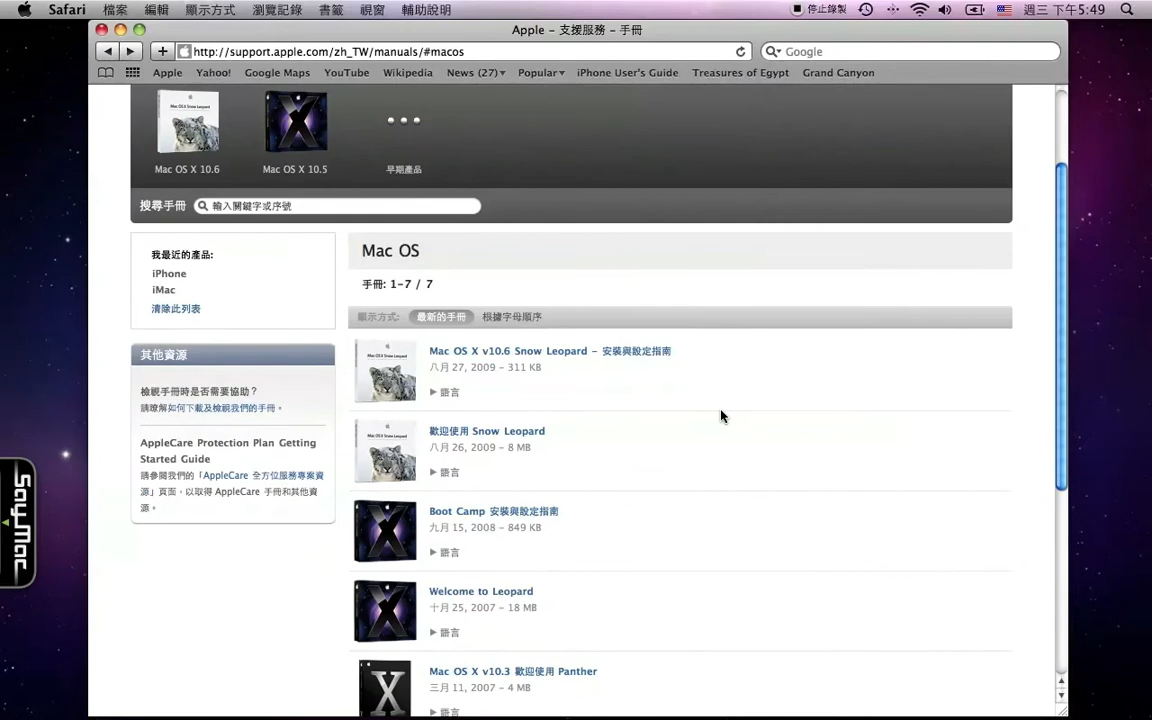 Safari 檔案 編輯 顯示方式 瀏覽記錄 書籤 視窗 輔助說明 停止錄製 週三 下午5:49
Apple - 支援服務 - 手冊
http://support.apple.com/zh_TW/manuals/#macos
Google
Apple Yahoo! Google Maps YouTube Wikipedia News (27) Popular iPhone User's Guide Treasures of Egypt Grand Canyon
Mac OS X 10.6
Mac OS X 10.5
早期產品
搜尋手冊 輸入關鍵字或序號
我最近的產品:
iPhone
iMac
清除此列表
其他資源
檢視手冊時是否需要協助？
請瞭解如何下載及檢視我們的手冊。
AppleCare Protection Plan Getting
Started Guide
請參閱我們的「AppleCare 全方位服務專案資
源」頁面，以取得 AppleCare 手冊和其他資
源。
Mac OS
手冊: 1-7 / 7
顯示方式: 最新的手冊 根據字母順序
Mac OS X v10.6 Snow Leopard - 安裝與設定指南
八月 27, 2009 - 311 KB
語言
歡迎使用 Snow Leopard
八月 26, 2009 - 8 MB
語言
Boot Camp 安裝與設定指南
九月 15, 2008 - 849 KB
語言
Welcome to Leopard
十月 25, 2007 - 18 MB
語言
Mac OS X v10.3 歡迎使用 Panther
三月 11, 2007 - 4 MB
語言
SayMac